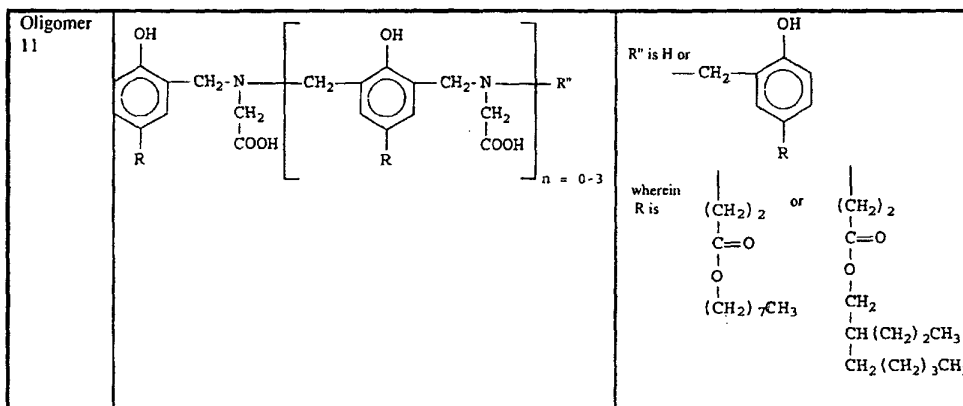 Oligomer
11
OH
CH2—N
CH2
COOH
R
CH2
OH
CH2—N
CH2
COOH
R
R"
n = 0-3
R" is H or
—CH2
OH
R
wherein
R is
(CH2)2
C=O
O
(CH2)7CH3
or
(CH2)2
C=O
O
CH2
CH(CH2)2CH3
CH2(CH2)3CH